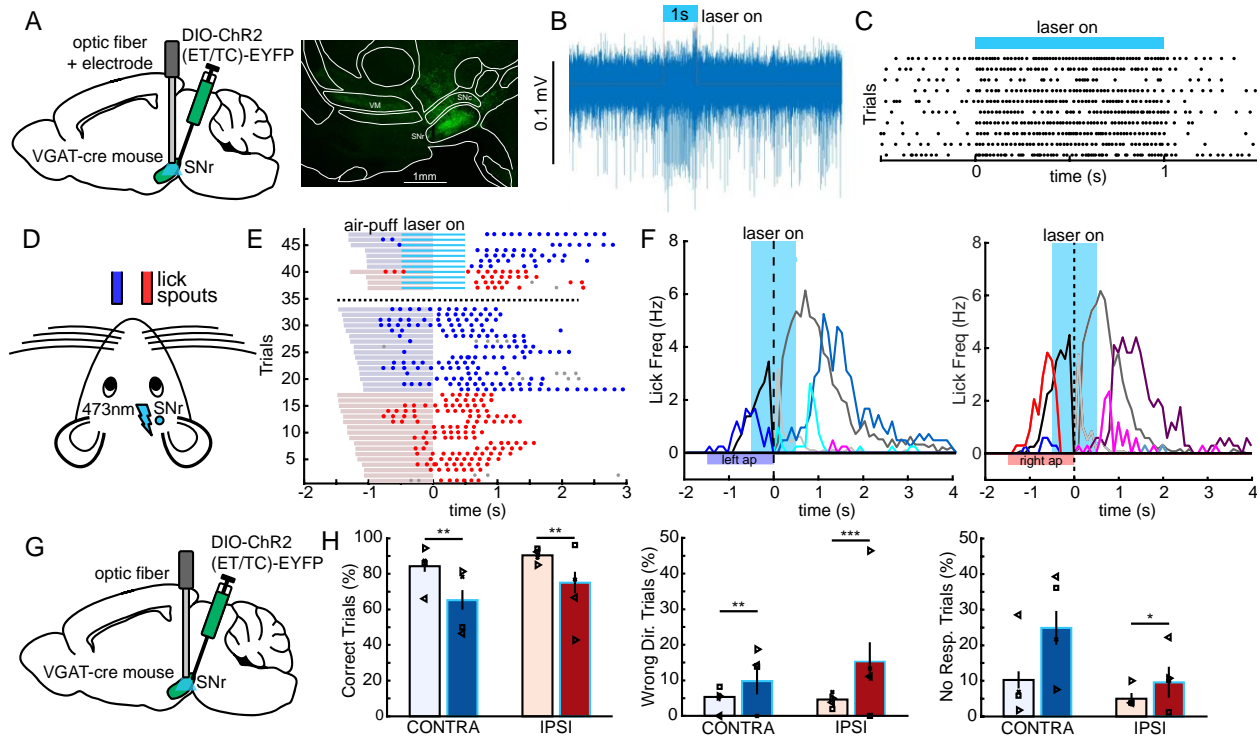 A
optic fiber
+ electrode
DIO-ChR2
(ET/TC)-EYFP
VGAT-cre mouse
SNr
VM
SNc
SNr
1mm
B
1s
laser on
0.1 mV
C
laser on
Trials
0
1
time (s)
D
lick
spouts
473nm
SNr
E
air-puff
laser on
Trials
45
40
35
30
25
20
15
10
5
-1
0
1
2
3
time (s)
F
laser on
Lick Freq (Hz)
8
6
4
2
0
left ap
-2
-1
0
1
2
3
4
time (s)
laser on
Lick Freq (Hz)
8
6
4
2
0
right ap
-2
-1
0
1
2
3
4
time (s)
G
optic fiber
DIO-ChR2
(ET/TC)-EYFP
VGAT-cre mouse
SNr
H
Correct Trials (%)
100
80
60
40
20
0
**
**
CONTRA
IPSI
Wrong Dir. Trials (%)
50
40
30
20
10
0
**
***
CONTRA
IPSI
No Resp. Trials (%)
50
40
30
20
10
0
*
CONTRA
IPSI